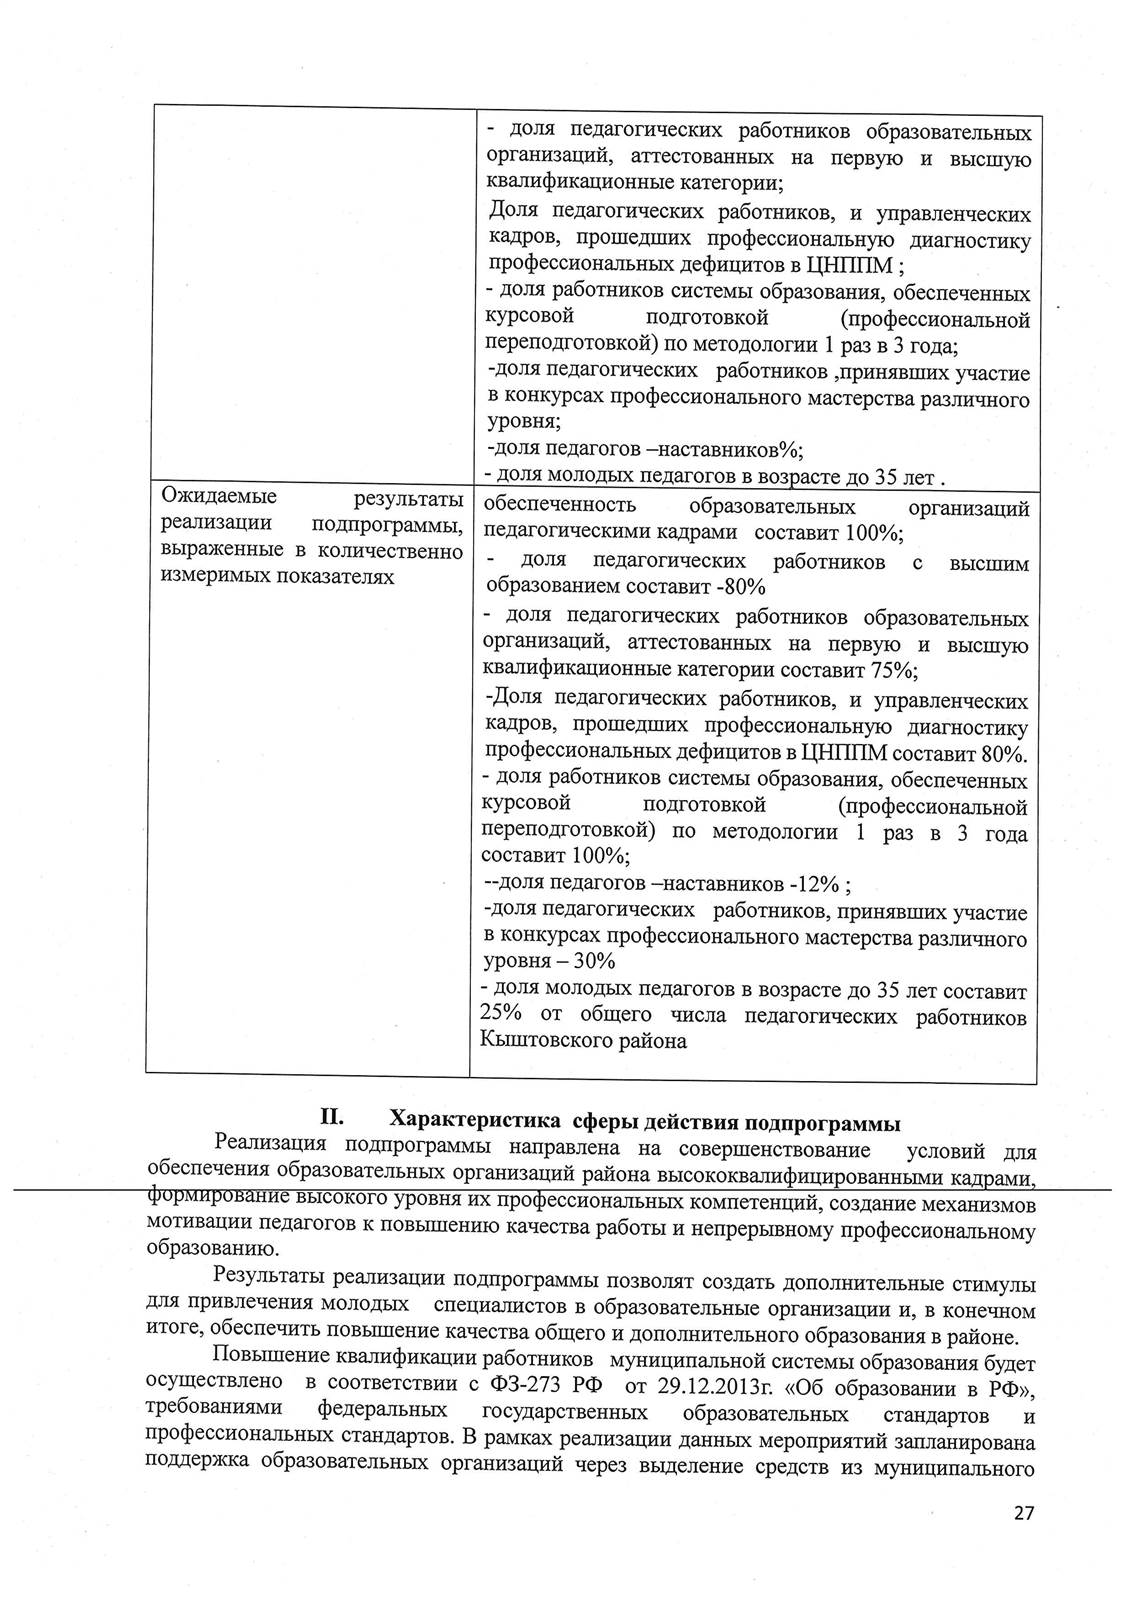 - доля педагогических работников образовательных
организаций, аттестованных на первую и высшую
квалификационные категории;
Доля педагогических работников, и управленческих
кадров, прошедших профессиональную диагностику
профессиональных дефицитов в ЦНППМ ;
- доля работников системы образования, обеспеченных
курсовой подготовкой (профессиональной
переподготовкой) по методологии 1 раз в 3 года;
-доля педагогических работников ,принявших участие
в конкурсах профессионального мастерства различного
уровня;
-доля педагогов –наставников%;
- доля молодых педагогов в возрасте до 35 лет .
Ожидаемые результаты
реализации подпрограммы,
выраженные в количественно
измеримых показателях
обеспеченность образовательных организаций
педагогическими кадрами составит 100%;
- доля педагогических работников с высшим
образованием составит -80%
- доля педагогических работников образовательных
организаций, аттестованных на первую и высшую
квалификационные категории составит 75%;
-Доля педагогических работников, и управленческих
кадров, прошедших профессиональную диагностику
профессиональных дефицитов в ЦНППМ составит 80%.
- доля работников системы образования, обеспеченных
курсовой подготовкой (профессиональной
переподготовкой) по методологии 1 раз в 3 года
составит 100%;
--доля педагогов –наставников -12% ;
-доля педагогических работников, принявших участие
в конкурсах профессионального мастерства различного
уровня – 30%
- доля молодых педагогов в возрасте до 35 лет составит
25% от общего числа педагогических работников
Кыштовского района
II. Характеристика сферы действия подпрограммы
Реализация подпрограммы направлена на совершенствование условий для
обеспечения образовательных организаций района высококвалифицированными кадрами,
формирование высокого уровня их профессиональных компетенций, создание механизмов
мотивации педагогов к повышению качества работы и непрерывному профессиональному
образованию.
Результаты реализации подпрограммы позволят создать дополнительные стимулы
для привлечения молодых специалистов в образовательные организации и, в конечном
итоге, обеспечить повышение качества общего и дополнительного образования в районе.
Повышение квалификации работников муниципальной системы образования будет
осуществлено в соответствии с ФЗ-273 РФ от 29.12.2013г. «Об образовании в РФ»,
требованиями федеральных государственных образовательных стандартов и
профессиональных стандартов. В рамках реализации данных мероприятий запланирована
поддержка образовательных организаций через выделение средств из муниципального
27